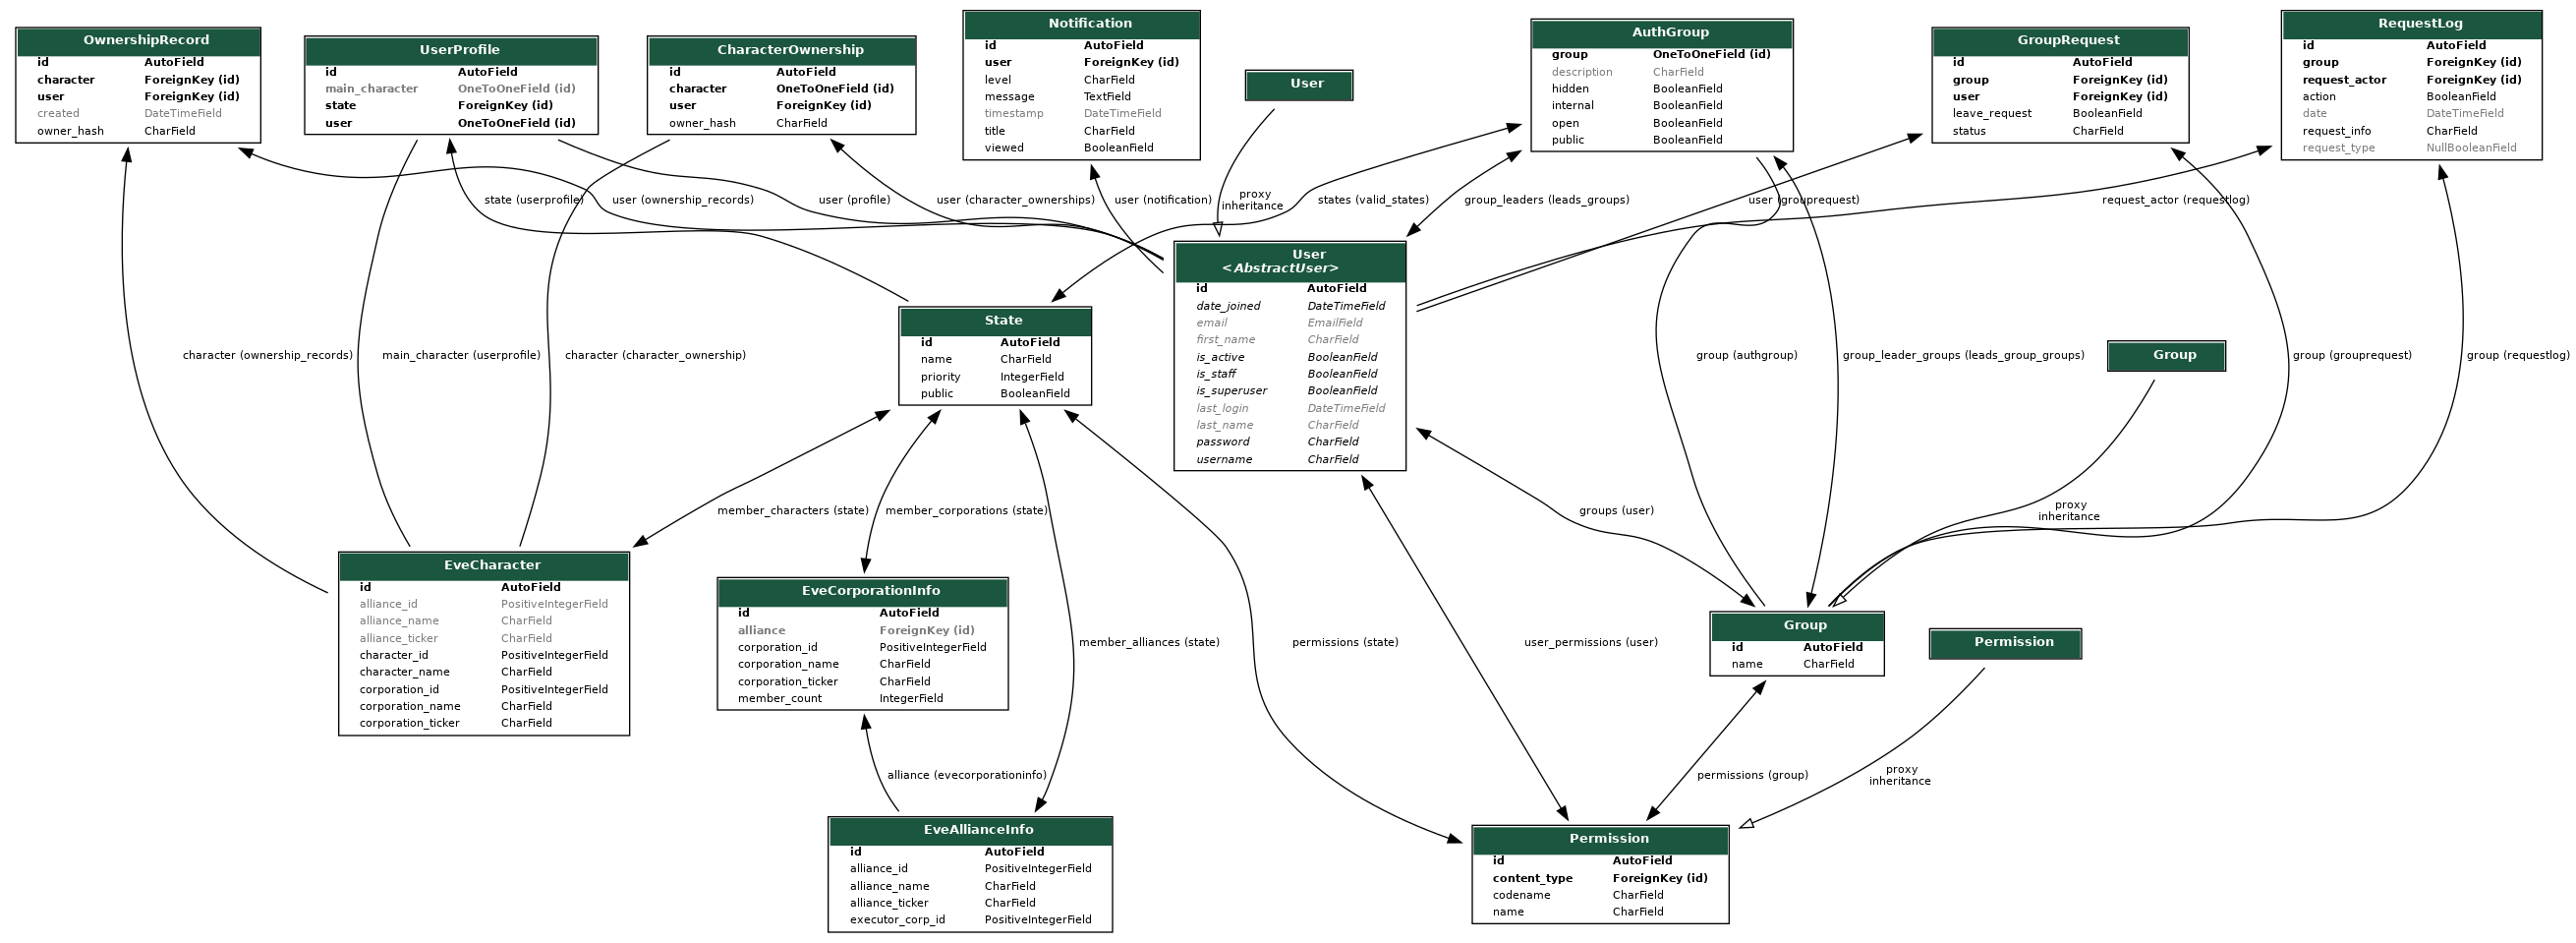 OwnershipRecord
id AutoField
character ForeignKey (id)
user ForeignKey (id)
created DateTimeField
owner_hash CharField
UserProfile
id AutoField
main_character OneToOneField (id)
state ForeignKey (id)
user OneToOneField (id)
CharacterOwnership
id AutoField
character OneToOneField (id)
user ForeignKey (id)
owner_hash CharField
Notification
id AutoField
user ForeignKey (id)
level CharField
message TextField
timestamp DateTimeField
title CharField
viewed BooleanField
User
AuthGroup
group OneToOneField (id)
description CharField
hidden BooleanField
internal BooleanField
open BooleanField
public BooleanField
GroupRequest
id AutoField
group ForeignKey (id)
user ForeignKey (id)
leave_request BooleanField
status CharField
RequestLog
id AutoField
group ForeignKey (id)
request_actor ForeignKey (id)
action BooleanField
date DateTimeField
request_info CharField
request_type NullBooleanField
state (userprofile)
user (ownership_records)
user (profile)
user (character_ownerships)
user (notification)
proxy
inheritance
states (valid_states)
group_leaders (leads_groups)
user (grouprequest)
request_actor (requestlog)
User
<AbstractUser>
id AutoField
date_joined DateTimeField
email EmailField
first_name CharField
is_active BooleanField
is_staff BooleanField
is_superuser BooleanField
last_login DateTimeField
last_name CharField
password CharField
username CharField
State
id AutoField
name CharField
priority IntegerField
public BooleanField
character (ownership_records)
main_character (userprofile)
character (character_ownership)
group (authgroup)
group_leader_groups (leads_group_groups)
Group
group (grouprequest)
group (requestlog)
member_characters (state)
member_corporations (state)
groups (user)
proxy
inheritance
EveCharacter
id AutoField
alliance_id PositiveIntegerField
alliance_name CharField
alliance_ticker CharField
character_id PositiveIntegerField
character_name CharField
corporation_id PositiveIntegerField
corporation_name CharField
corporation_ticker CharField
EveCorporationInfo
id AutoField
alliance ForeignKey (id)
corporation_id PositiveIntegerField
corporation_name CharField
corporation_ticker CharField
member_count IntegerField
member_alliances (state)
permissions (state)
user_permissions (user)
Group
id AutoField
name CharField
Permission
alliance (evecorporationinfo)
permissions (group)
proxy
inheritance
EveAllianceInfo
id AutoField
alliance_id PositiveIntegerField
alliance_name CharField
alliance_ticker CharField
executor_corp_id PositiveIntegerField
Permission
id AutoField
content_type ForeignKey (id)
codename CharField
name CharField